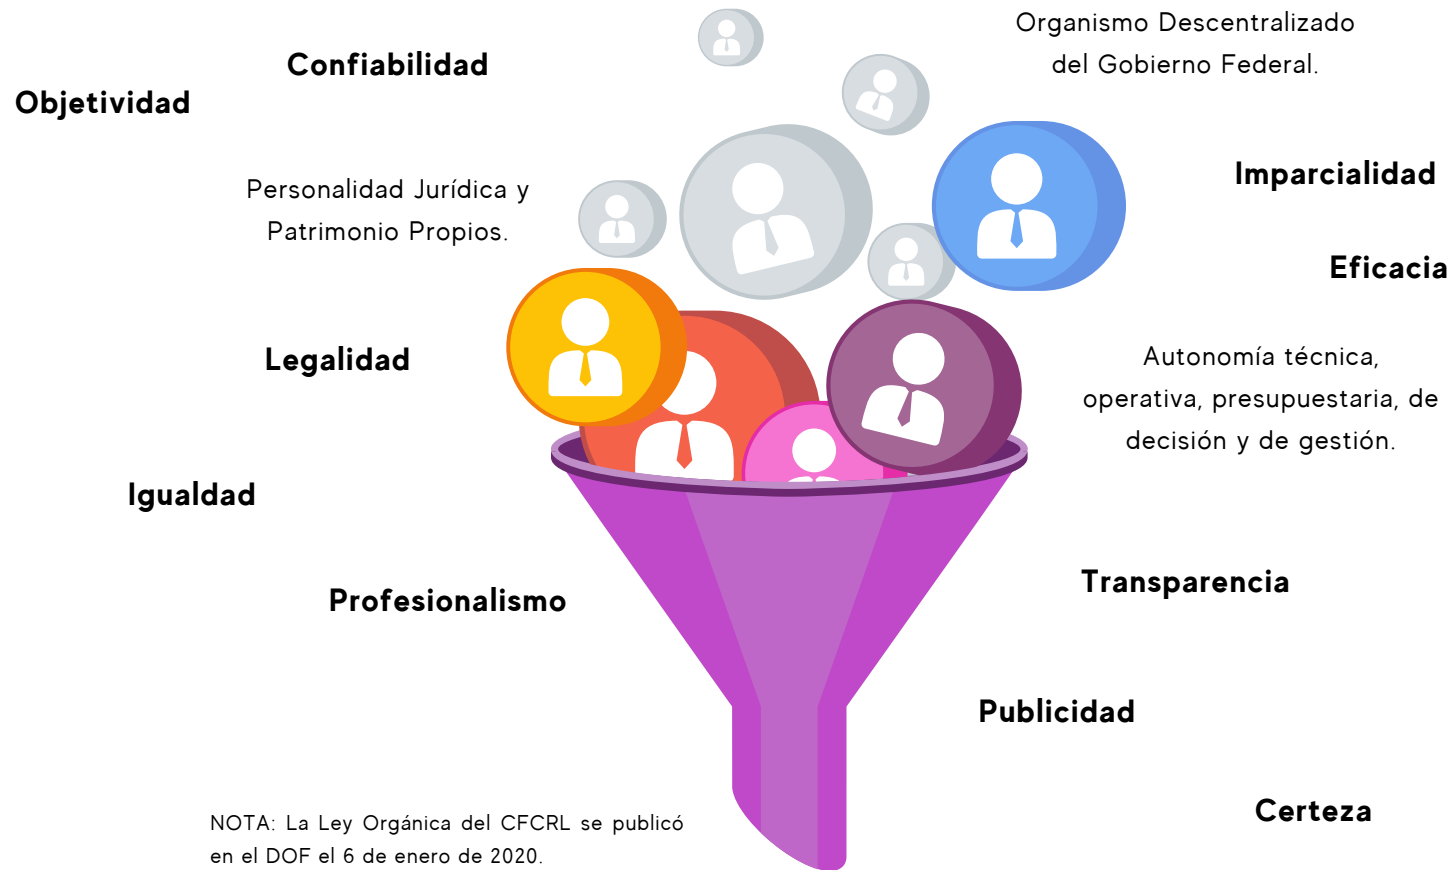 Organismo Descentralizado
del Gobierno Federal.
Confiabilidad
Objetividad
Imparcialidad
Personalidad Jurídica y
Patrimonio Propios.
Eficacia
Legalidad
Autonomía técnica,
operativa, presupuestaria, de
decisión y de gestión.
Igualdad
Transparencia
Profesionalismo
Publicidad
Certeza
NOTA: La Ley Orgánica del CFCRL se publicó
en el DOF el 6 de enero de 2020.